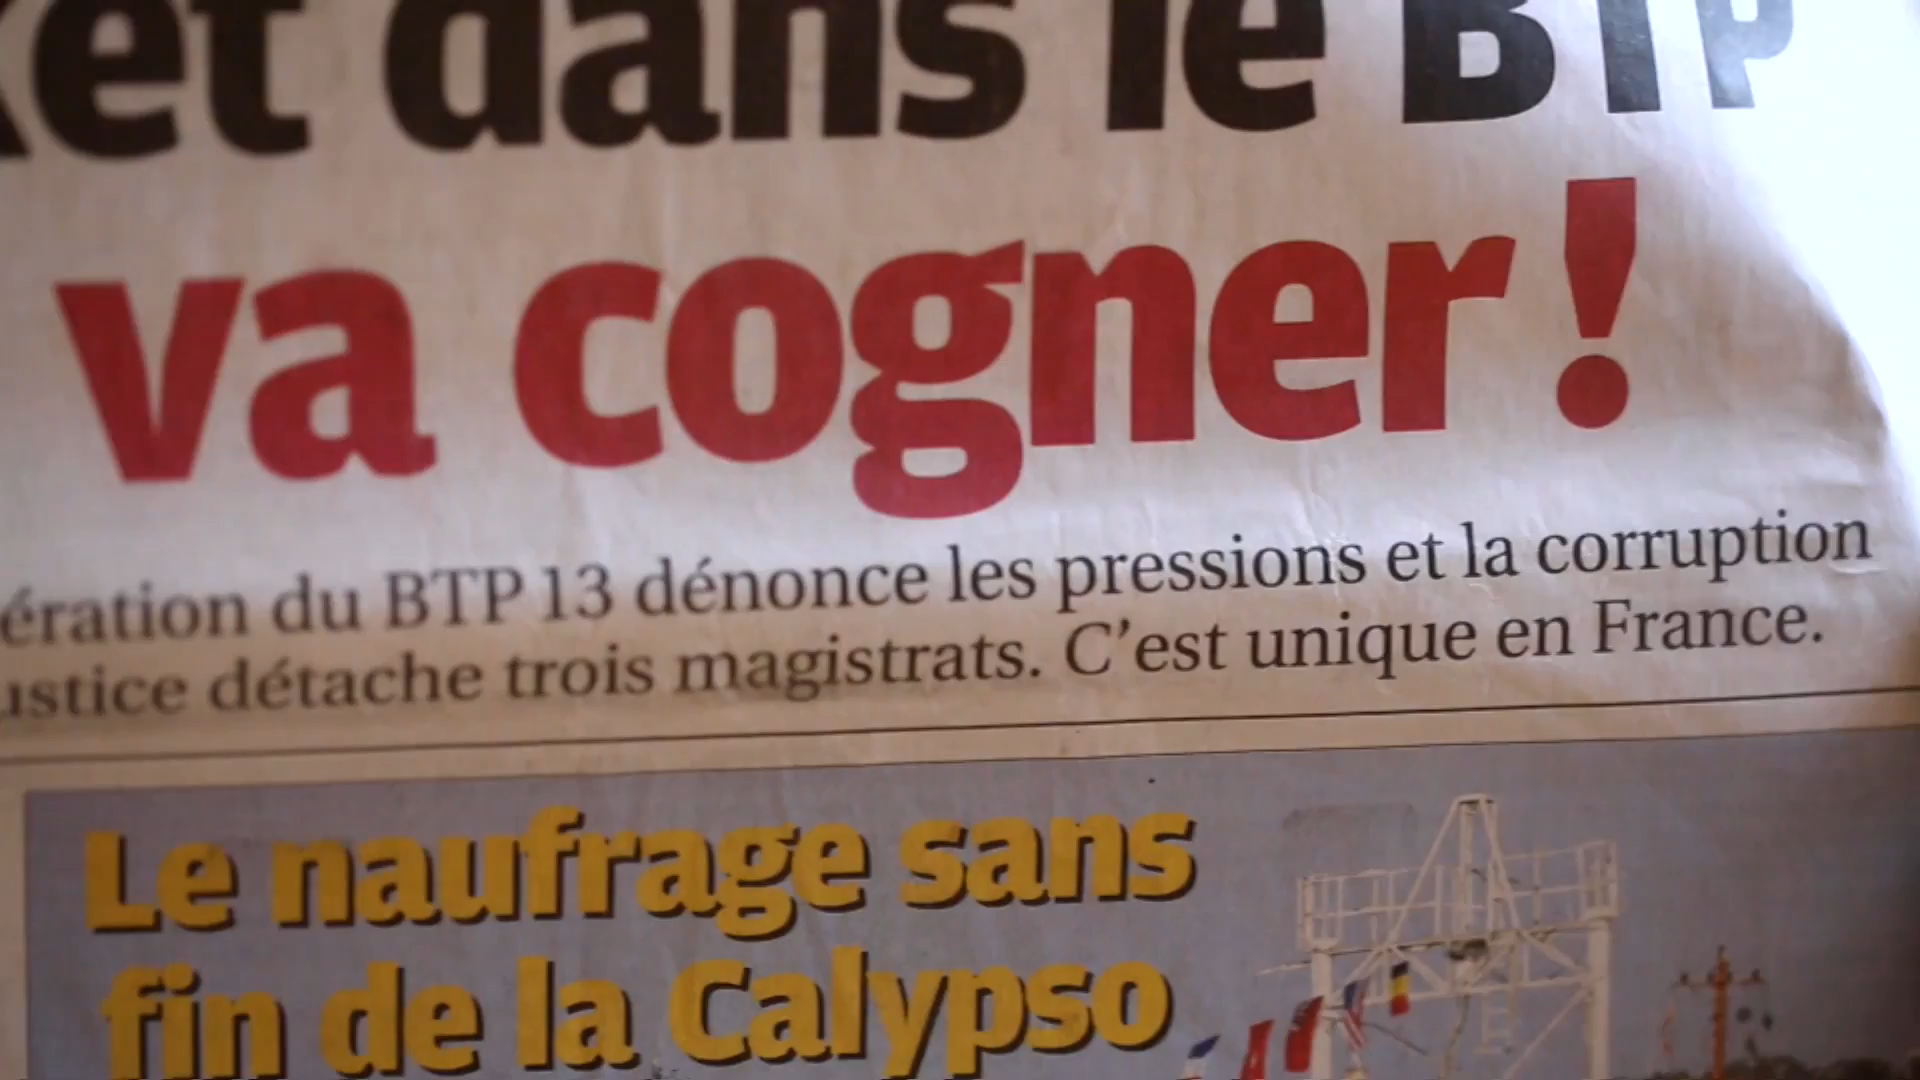 ket dans le BTP
va cogner !
ération du BTP 13 dénonce les pressions et la corruption
ustice détache trois magistrats. C’est unique en France.
Le naufrage sans
fin de la Calypso